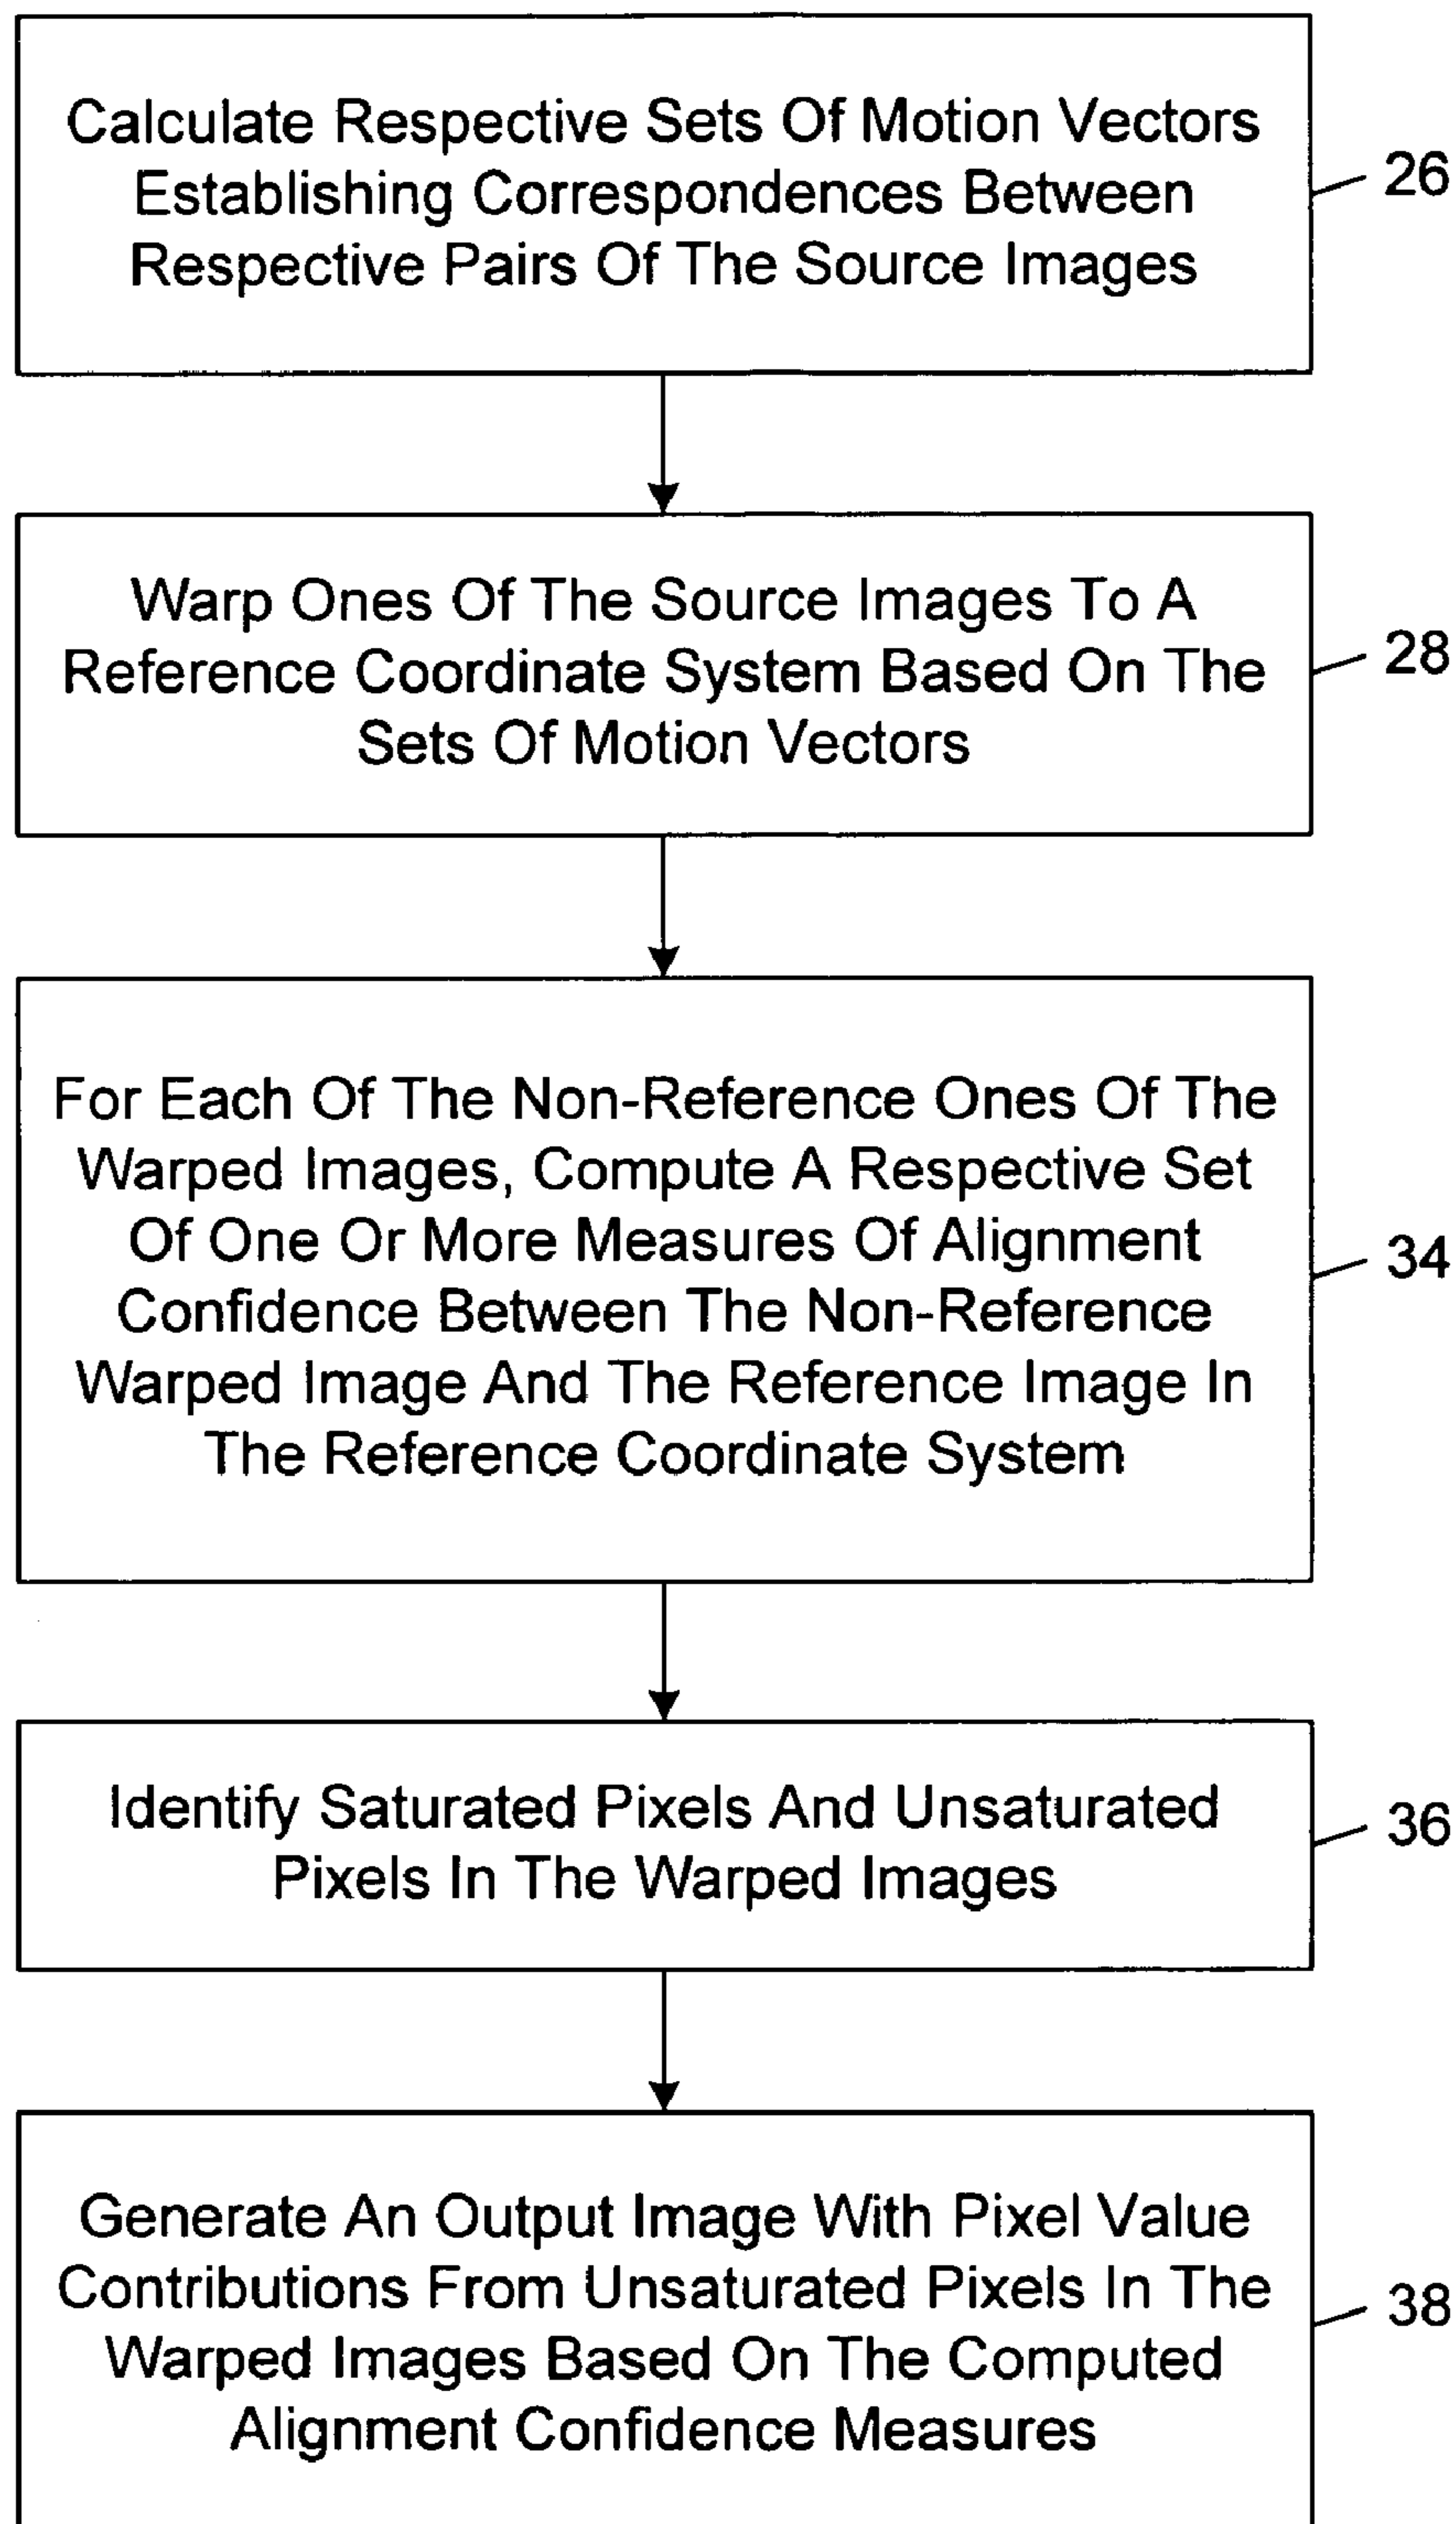 Calculate Respective Sets Of Motion Vectors
Establishing Correspondences Between
Respective Pairs Of The Source Images
26
Warp Ones Of The Source Images To A
Reference Coordinate System Based On The
Sets Of Motion Vectors
28
For Each Of The Non-Reference Ones Of The
Warped Images, Compute A Respective Set
Of One Or More Measures Of Alignment
Confidence Between The Non-Reference
Warped Image And The Reference Image In
The Reference Coordinate System
34
Identify Saturated Pixels And Unsaturated
Pixels In The Warped Images
36
Generate An Output Image With Pixel Value
Contributions From Unsaturated Pixels In The
Warped Images Based On The Computed
Alignment Confidence Measures
38